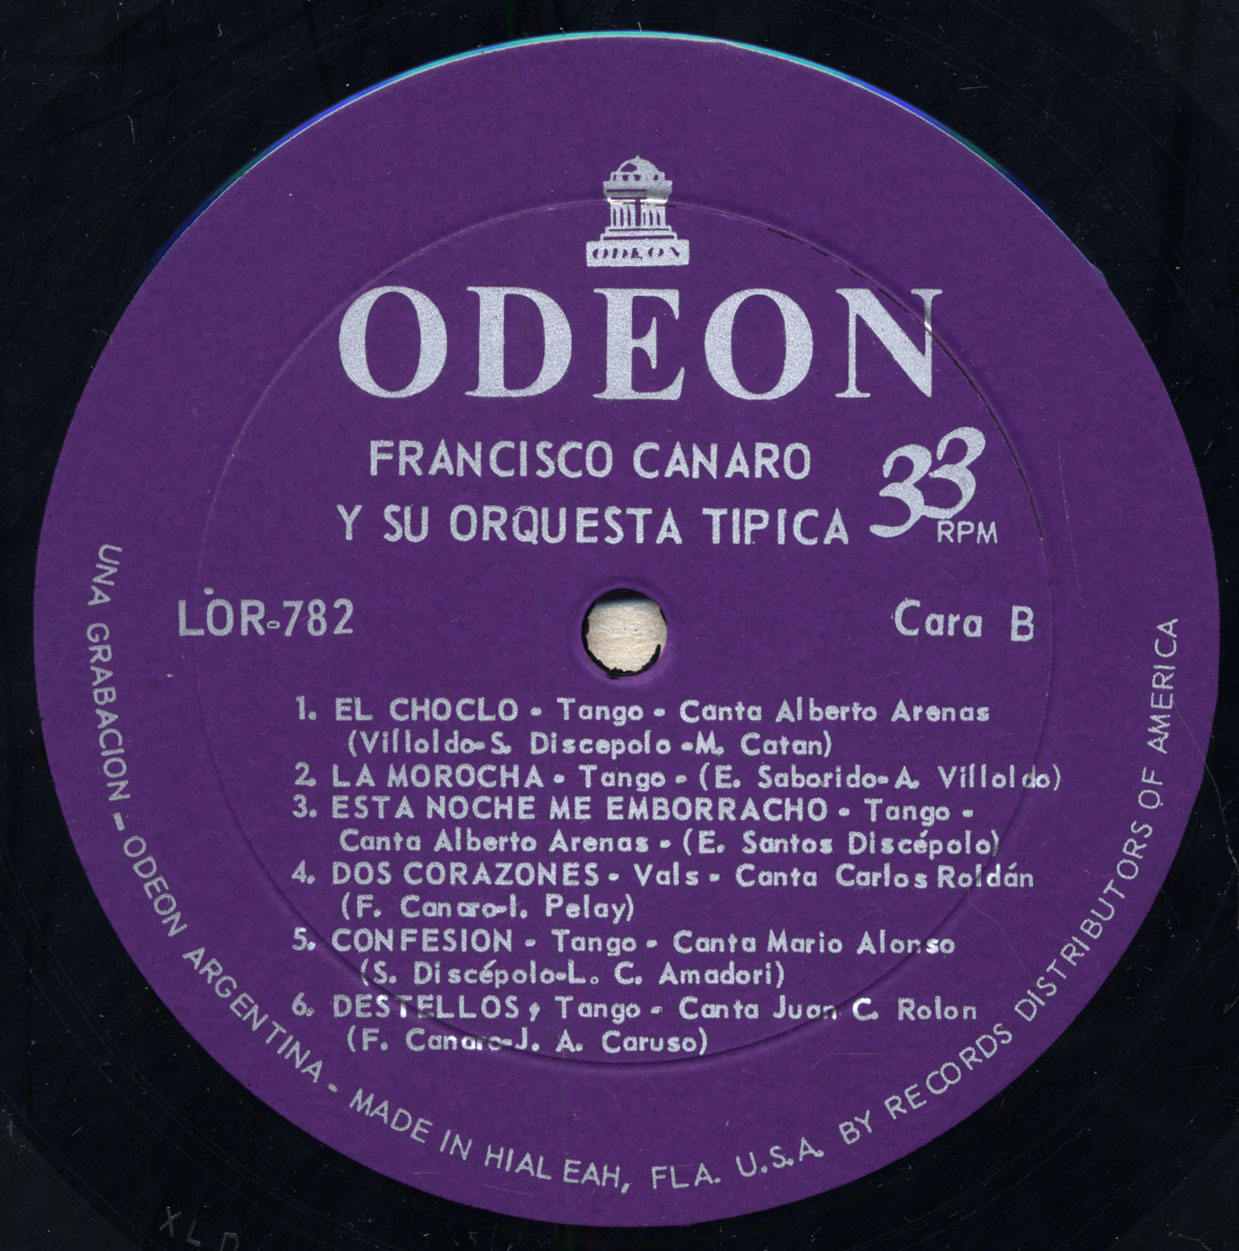 ODEON
ODEON
FRANCISCO CANARO
Y SU ORQUESTA TIPICA
33
RPM
LOR-782
Cara B
1. EL CHOCLO - Tango - Canta Alberto Arenas
(Villoldo-S. Discepolo-M. Catan)
2. LA MOROCHA - Tango - (E. Saborido-A. Villoldo)
3. ESTA NOCHE ME EMBORRACHO - Tango -
Canta Alberto Arenas - (E. Santos Discépolo)
4. DOS CORAZONES - Vals - Canta Carlos Roldán
(F. Canaro-I. Pelay)
5. CONFESION - Tango - Canta Mario Alonso
(S. Discépolo-L. C. Amadori)
6. DESTELLOS, Tango - Canta Juan C. Rolon
(F. Canaro-J. A. Caruso)
UNA GRABACION - ODEON ARGENTINA - MADE IN HIALEAH, FLA. U.S.A. BY RECORDS DISTRIBUTORS OF AMERICA